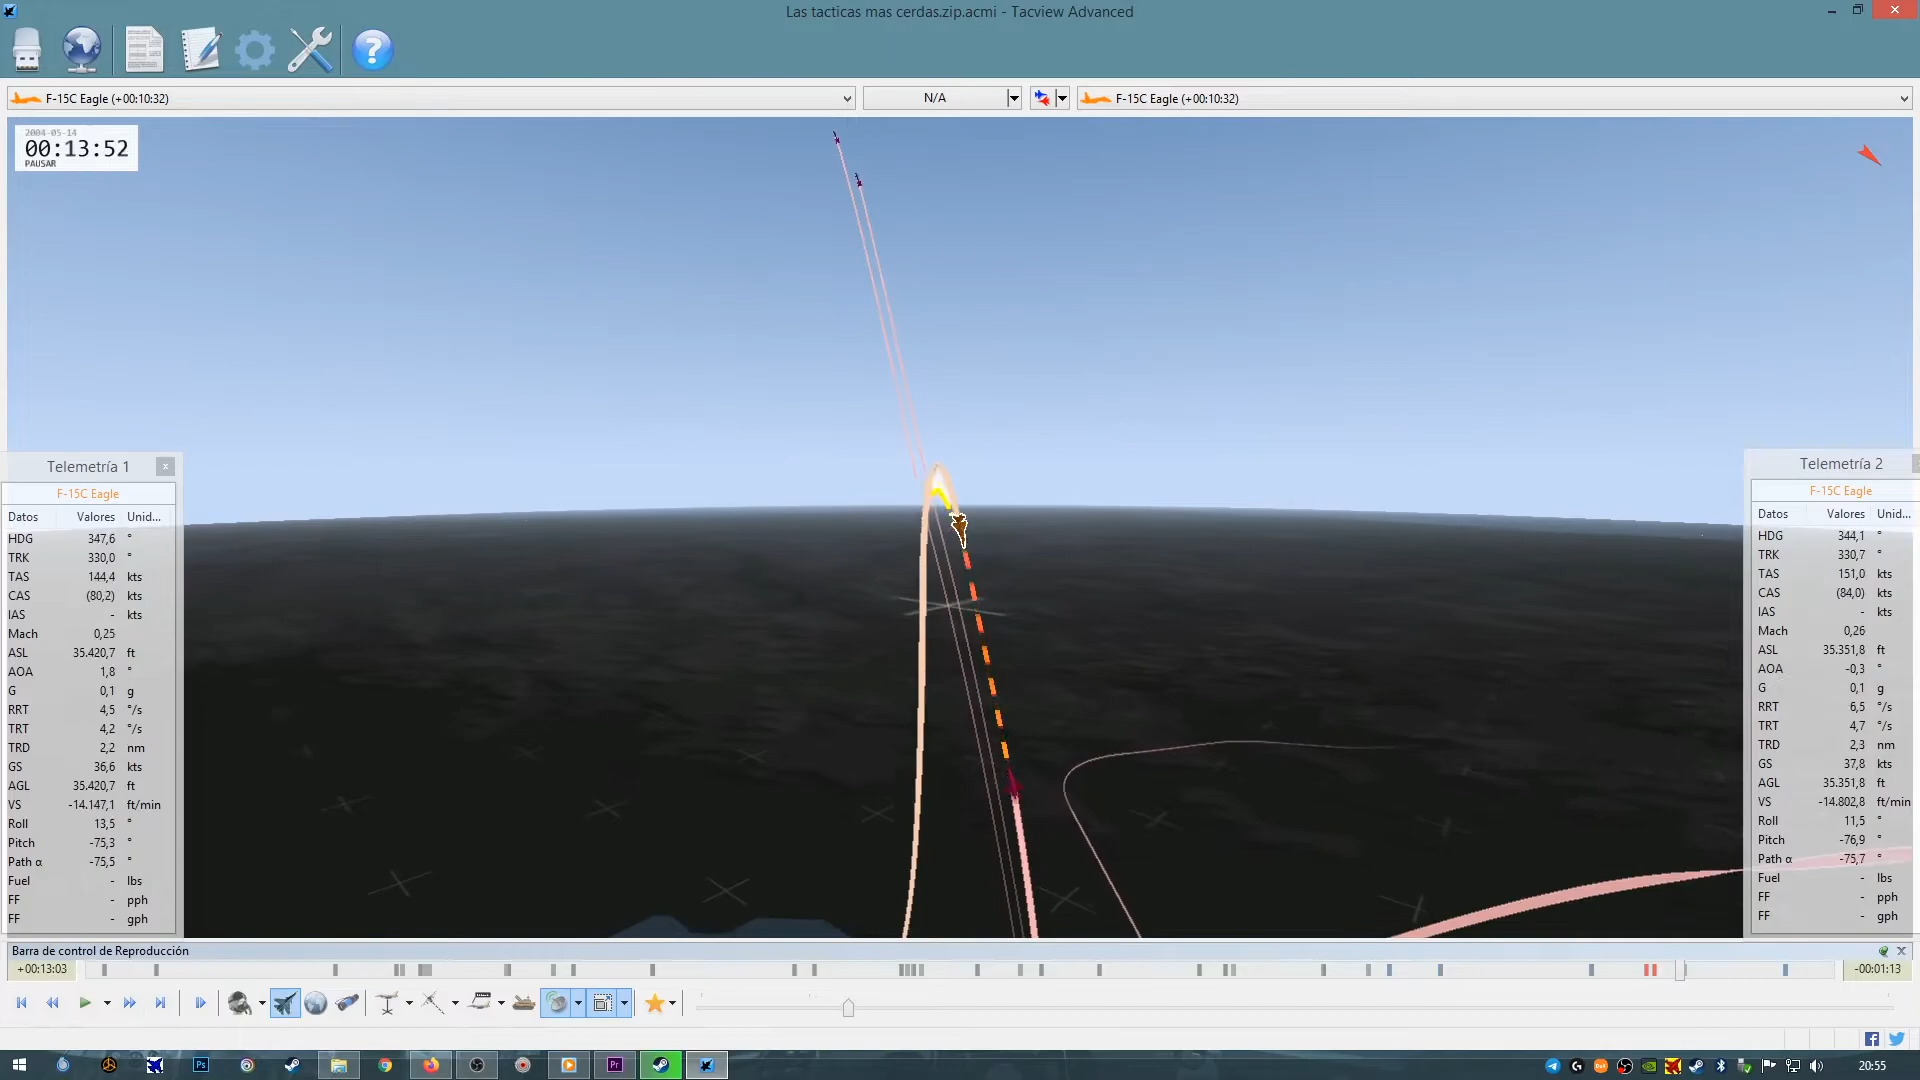 Las tacticas mas cerdas.zip.acmi - Tacview Advanced
F-15C Eagle (+00:10:32)
N/A
F-15C Eagle (+00:10:32)
2004-05-14
00:13:52
PAUSAR
Telemetría 1
F-15C Eagle
Datos Valores Unid...
HDG 347,6 °
TRK 330,0 °
TAS 144,4 kts
CAS (80,2) kts
IAS - kts
Mach 0,25
ASL 35.420,7 ft
AOA 1,8 °
G 0,1 g
RRT 4,5 °/s
TRT 4,2 °/s
TRD 2,2 nm
GS 36,6 kts
AGL 35.420,7 ft
VS -14.147,1 ft/min
Roll 13,5 °
Pitch -75,3 °
Path α -75,5 °
Fuel - lbs
FF - pph
FF - gph
Telemetría 2
F-15C Eagle
Datos Valores Unid...
HDG 344,1 °
TRK 330,7 °
TAS 151,0 kts
CAS (84,0) kts
IAS - kts
Mach 0,26
ASL 35.351,8 ft
AOA -0,3 °
G 0,1 g
RRT 6,5 °/s
TRT 4,7 °/s
TRD 2,3 nm
GS 37,8 kts
AGL 35.351,8 ft
VS -14.802,8 ft/min
Roll 11,5 °
Pitch -76,9 °
Path α -75,7 °
Fuel - lbs
FF - pph
FF - gph
Barra de control de Reproducción
+00:13:03
-00:01:13
Ps
Pr
20:55